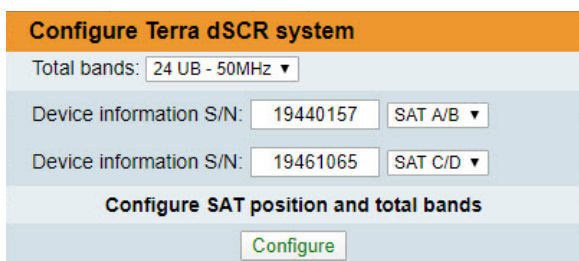 Configure Terra dSCR system
Total bands: 24 UB - 50MHz ▼
Device information S/N: 19440157 SAT A/B ▼
Device information S/N: 19461065 SAT C/D ▼
Configure SAT position and total bands
Configure